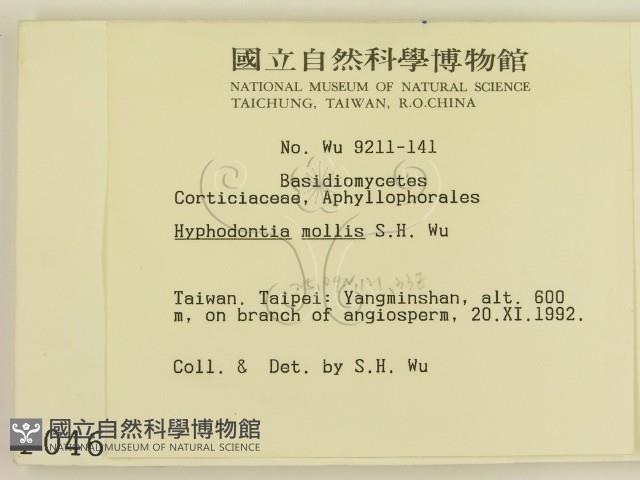 國立自然科學博物館
NATIONAL MUSEUM OF NATURAL SCIENCE
TAICHUNG, TAIWAN, R.O.CHINA
No. Wu 9211-141
Basidiomycetes
Corticiaceae, Aphyllophorales
Hyphodontia mollis S.H. Wu
Taiwan. Taipei: Yangminshan, alt. 600
m, on branch of angiosperm, 20.XI.1992.
Coll. & Det. by S.H. Wu
國立自然科學博物館
NATIONAL MUSEUM OF NATURAL SCIENCE